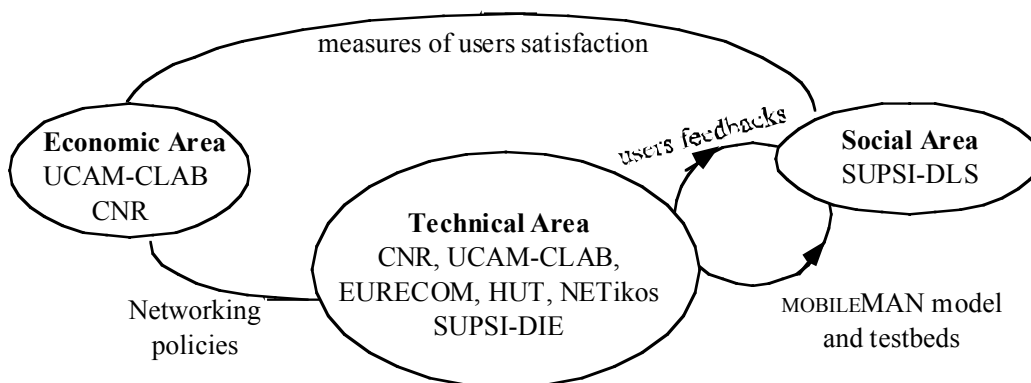 measures of users satisfaction
Economic Area
UCAM-CLAB
CNR
users feedbacks
Social Area
SUPSI-DLS
Technical Area
CNR, UCAM-CLAB,
EURECOM, HUT, NETikos
SUPSI-DIE
Networking
policies
MOBILEMAN model
and testbeds